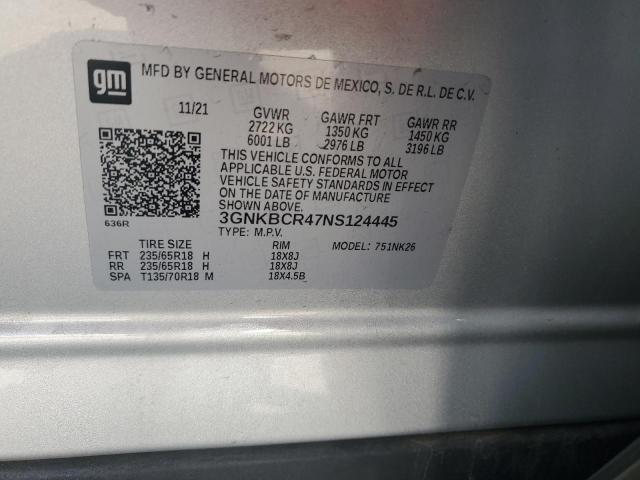 gm MFD BY GENERAL MOTORS DE MEXICO, S. DE R.L. DE C.V.
11/21 GVWR GAWR FRT GAWR RR
2722 KG 1350 KG 1450 KG
6001 LB 2976 LB 3196 LB
THIS VEHICLE CONFORMS TO ALL
APPLICABLE U.S. FEDERAL MOTOR
VEHICLE SAFETY STANDARDS IN EFFECT
ON THE DATE OF MANUFACTURE
SHOWN ABOVE.
636R 3GNKBCR47NS124445
TYPE: M.P.V. MODEL: 751NK26
TIRE SIZE RIM
FRT 235/65R18 H 18X8J
RR 235/65R18 H 18X8J
SPA T135/70R18 M 18X4.5B